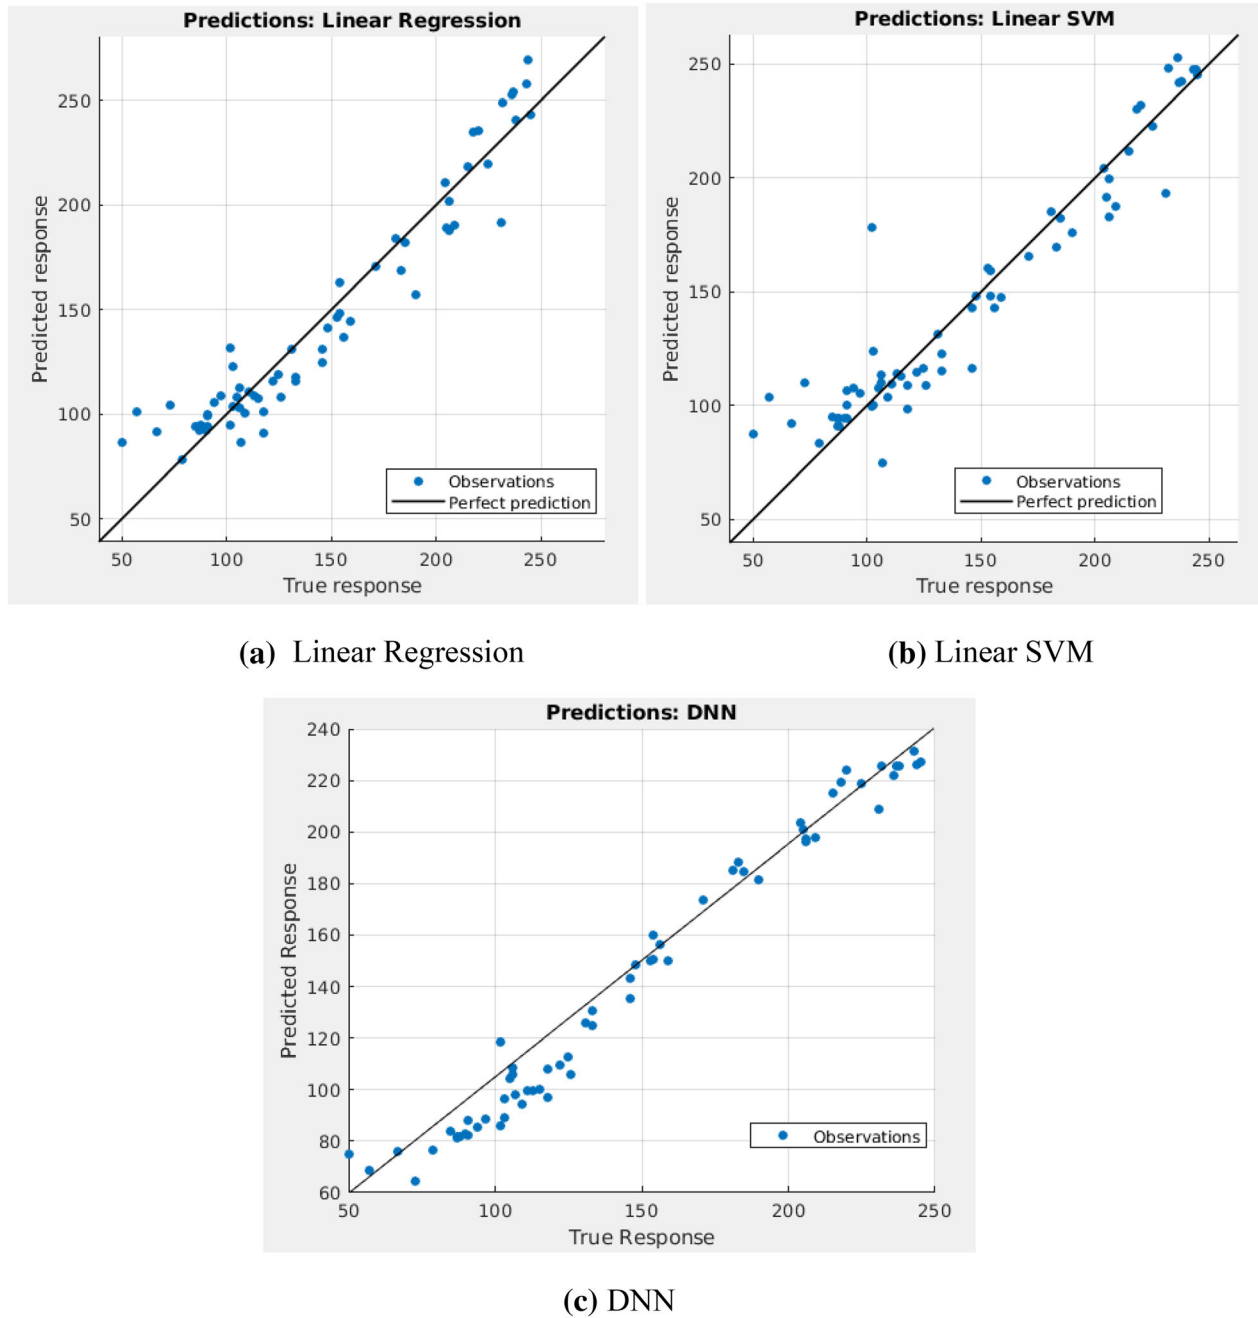 Predictions: Linear Regression
Predicted response
250
200
150
100
50
50 100 150 200 250
True response
Observations
Perfect prediction
(a) Linear Regression
Predictions: Linear SVM
Predicted response
250
200
150
100
50
50 100 150 200 250
True response
Observations
Perfect prediction
(b) Linear SVM
Predictions: DNN
Predicted Response
240
220
200
180
160
140
120
100
80
60
50 100 150 200 250
True Response
Observations
(c) DNN